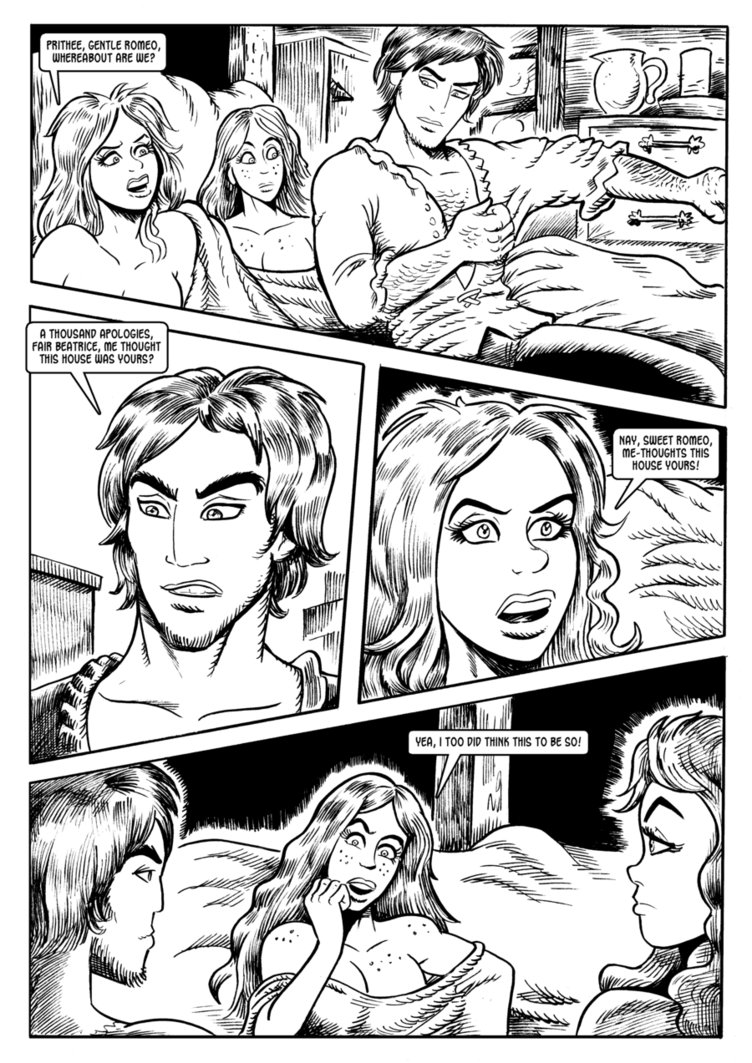 PRITHEE, GENTLE ROMEO,
WHEREABOUT ARE WE?
A THOUSAND APOLOGIES,
FAIR BEATRICE, ME THOUGHT
THIS HOUSE WAS YOURS?
NAY, SWEET ROMEO,
ME-THOUGHTS THIS
HOUSE YOURS!
YEA, I TOO DID THINK THIS TO BE SO!